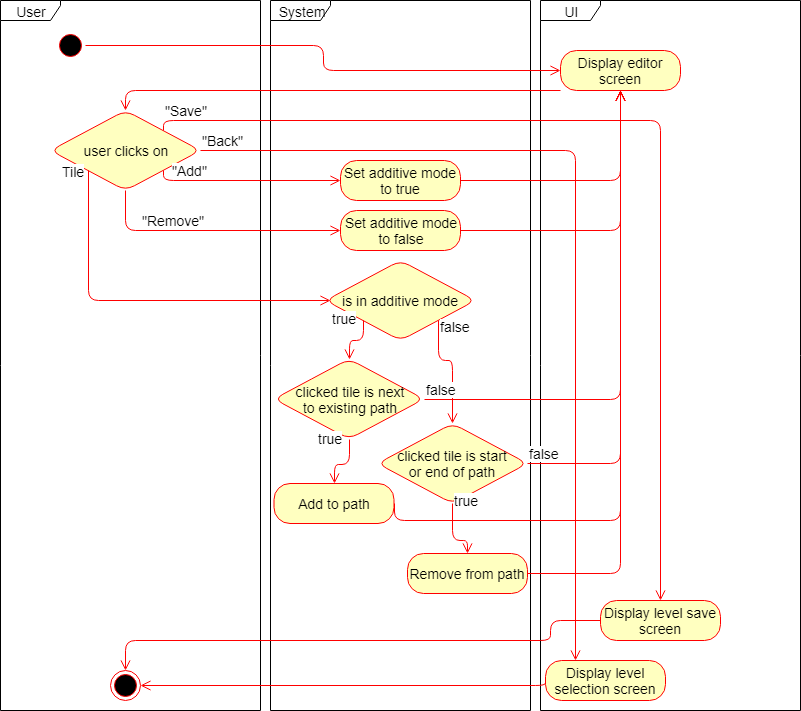 User
System
UI
Display editor
screen
"Save"
"Back"
user clicks on
Tile
"Add"
Set additive mode
to true
"Remove"
Set additive mode
to false
is in additive mode
true
false
clicked tile is next
to existing path
false
true
clicked tile is start
or end of path
false
true
Add to path
Remove from path
Display level save
screen
Display level
selection screen